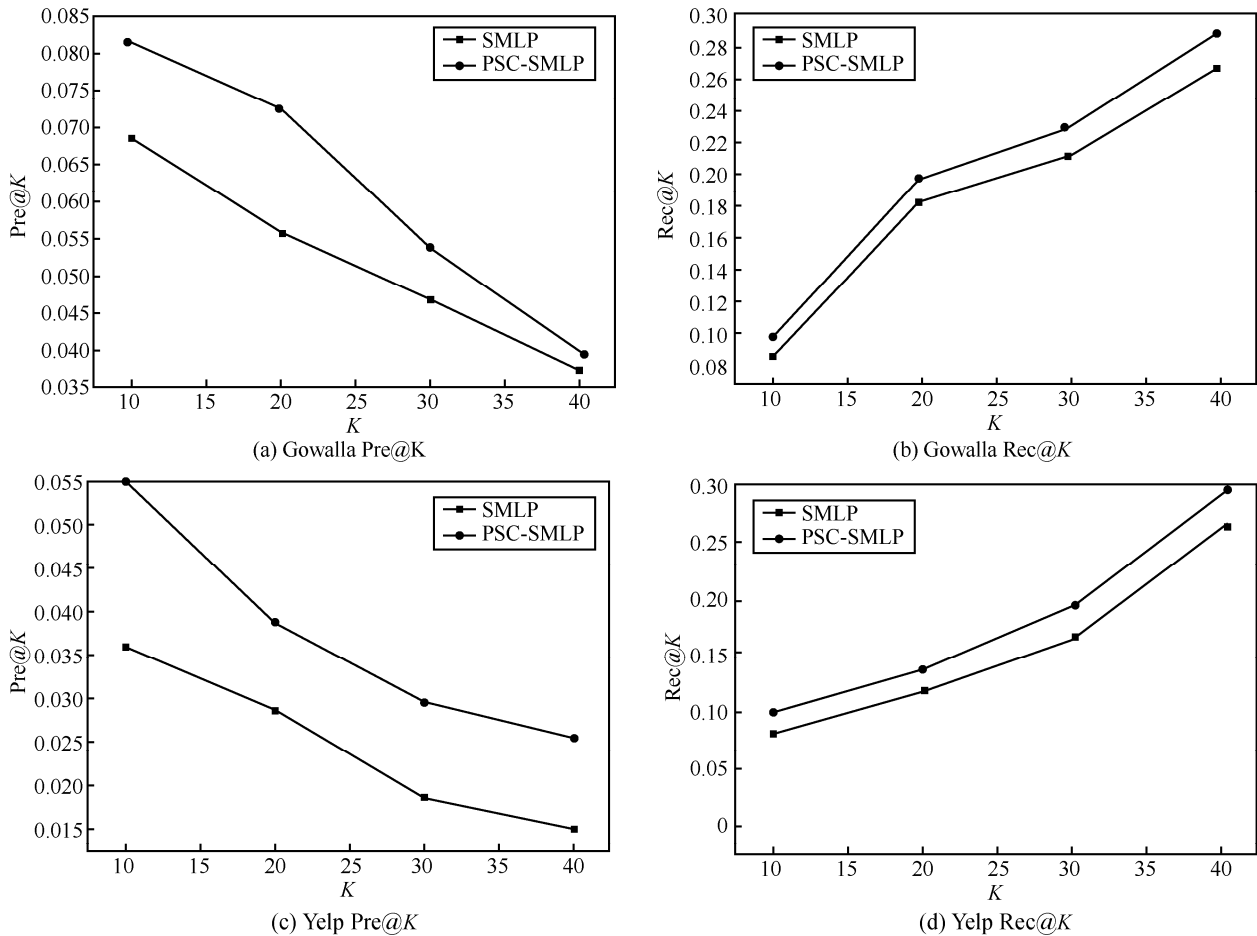 0.085
0.080
0.075
0.070
0.065
0.060
0.055
0.050
0.045
0.040
0.035
Pre@K
SMLP
PSC-SMLP
10 15 20 25 30 35 40
K
(a) Gowalla Pre@K
0.30
0.28
0.26
0.24
0.22
0.20
0.18
0.16
0.14
0.12
0.10
0.08
Rec@K
SMLP
PSC-SMLP
10 15 20 25 30 35 40
K
(b) Gowalla Rec@K
0.055
0.050
0.045
0.040
0.035
0.030
0.025
0.020
0.015
Pre@K
SMLP
PSC-SMLP
10 15 20 25 30 35 40
K
(c) Yelp Pre@K
0.30
0.25
0.20
0.15
0.10
0.05
0
Rec@K
SMLP
PSC-SMLP
10 15 20 25 30 35 40
K
(d) Yelp Rec@K